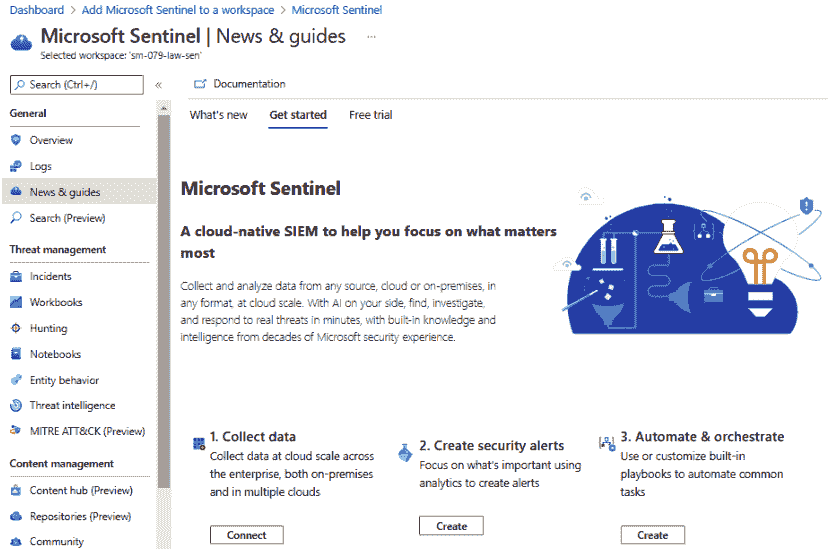 Dashboard > Add Microsoft Sentinel to a workspace > Microsoft Sentinel
Microsoft Sentinel | News & guides ...
Selected workspace: 'sm-079-law-sen'
Search (Ctrl+/) «
Documentation
General
What's new Get started Free trial
Overview
Logs
News & guides
Search (Preview)
Threat management
Incidents
Workbooks
Hunting
Notebooks
Entity behavior
Threat intelligence
MITRE ATT&CK (Preview)
Content management
Content hub (Preview)
Repositories (Preview)
Community
Microsoft Sentinel
A cloud-native SIEM to help you focus on what matters
most
Collect and analyze data from any source, cloud or on-premises, in
any format, at cloud scale. With AI on your side, find, investigate,
and respond to real threats in minutes, with built-in knowledge and
intelligence from decades of Microsoft security experience.
1. Collect data
Collect data at cloud scale across
the enterprise, both on-premises
and in multiple clouds
Connect
2. Create security alerts
Focus on what's important using
analytics to create alerts
Create
3. Automate & orchestrate
Use or customize built-in
playbooks to automate common
tasks
Create